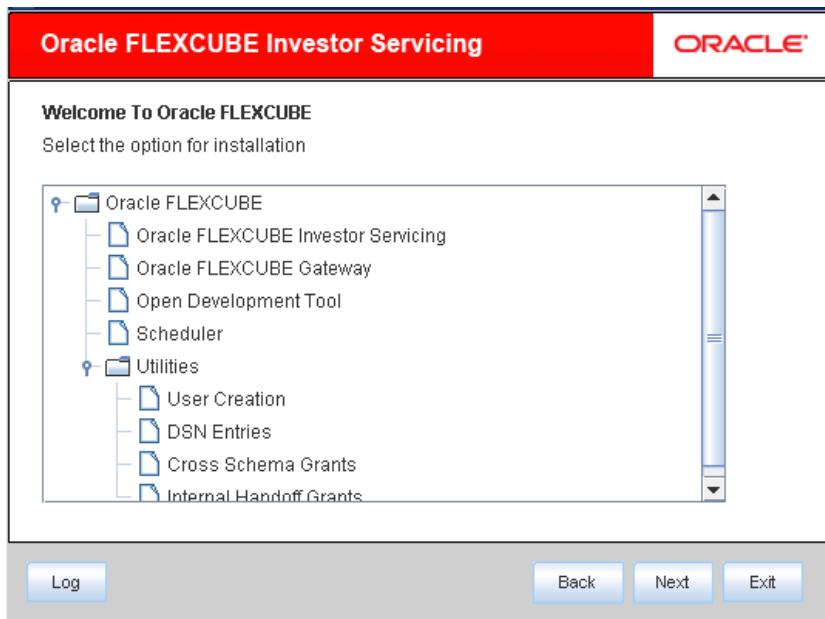 Oracle FLEXCUBE Investor Servicing
ORACLE
Welcome To Oracle FLEXCUBE
Select the option for installation
Oracle FLEXCUBE
Oracle FLEXCUBE Investor Servicing
Oracle FLEXCUBE Gateway
Open Development Tool
Scheduler
Utilities
User Creation
DSN Entries
Cross Schema Grants
Internal Handoff Grants
Log
Back
Next
Exit